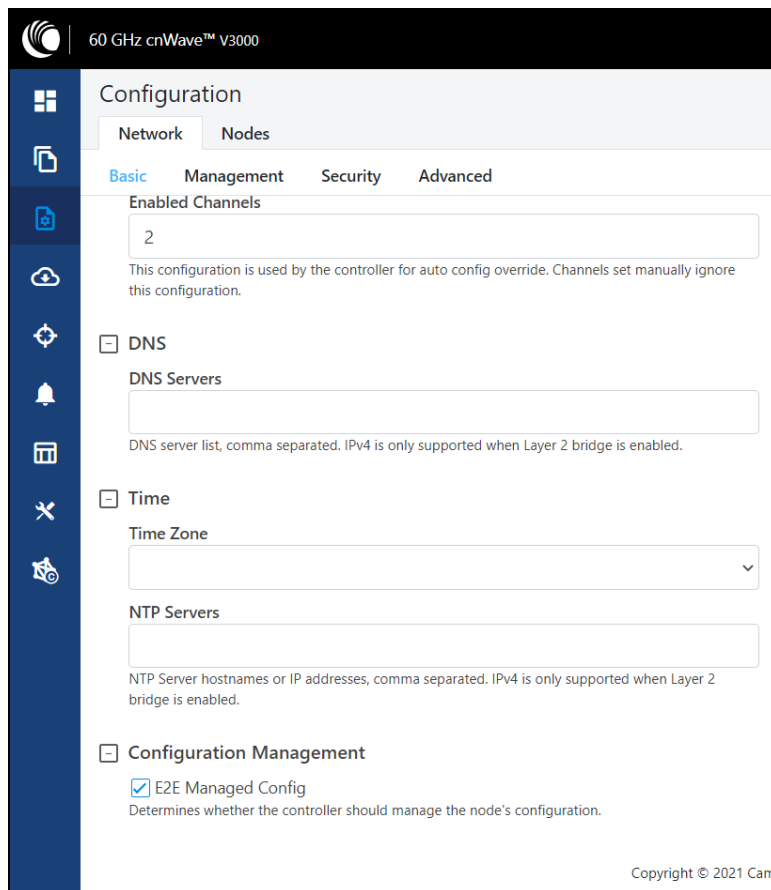 60 GHz cnWave™ V3000
Configuration
Network Nodes
Basic Management Security Advanced
Enabled Channels
2
This configuration is used by the controller for auto config override. Channels set manually ignore
this configuration.
DNS
DNS Servers
DNS server list, comma separated. IPv4 is only supported when Layer 2 bridge is enabled.
Time
Time Zone
NTP Servers
NTP Server hostnames or IP addresses, comma separated. IPv4 is only supported when Layer 2
bridge is enabled.
Configuration Management
E2E Managed Config
Determines whether the controller should manage the node's configuration.
Copyright © 2021 Cam